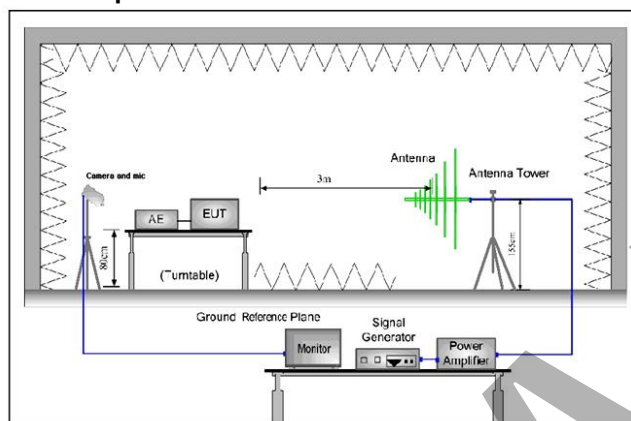 3m
Antenna
Antenna Tower
Camera and mic
AE
EUT
80cm
(Turntable)
155cm
Ground Reference Plane
Signal
Generator
Monitor
Power
Amplifier